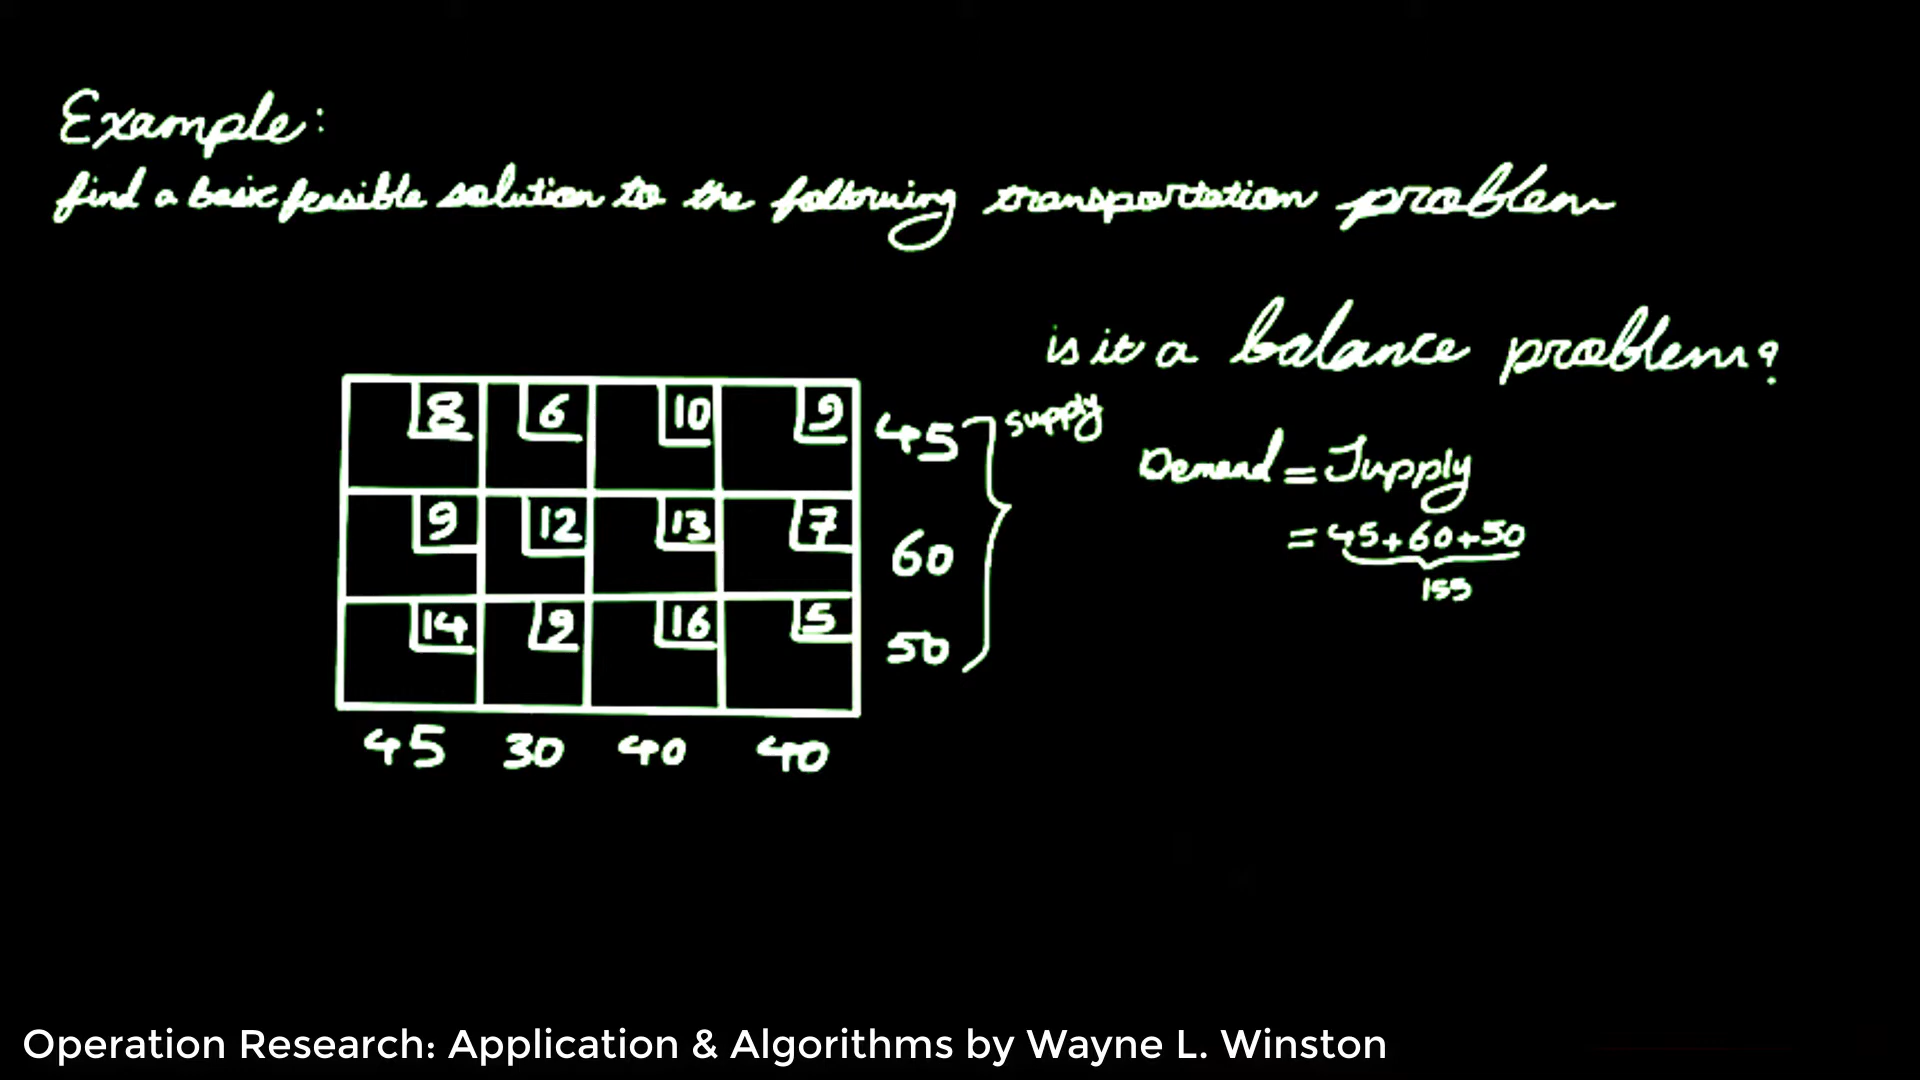 Example:
find a basic feasible solution to the following transportation problem
is it a balance problem?
8 6 10 9 45
supply
Demand = Supply
9 12 13 7 60
= 45+60+50
155
14 9 16 5 50
45 30 40 40
Operation Research: Application & Algorithms by Wayne L. Winston